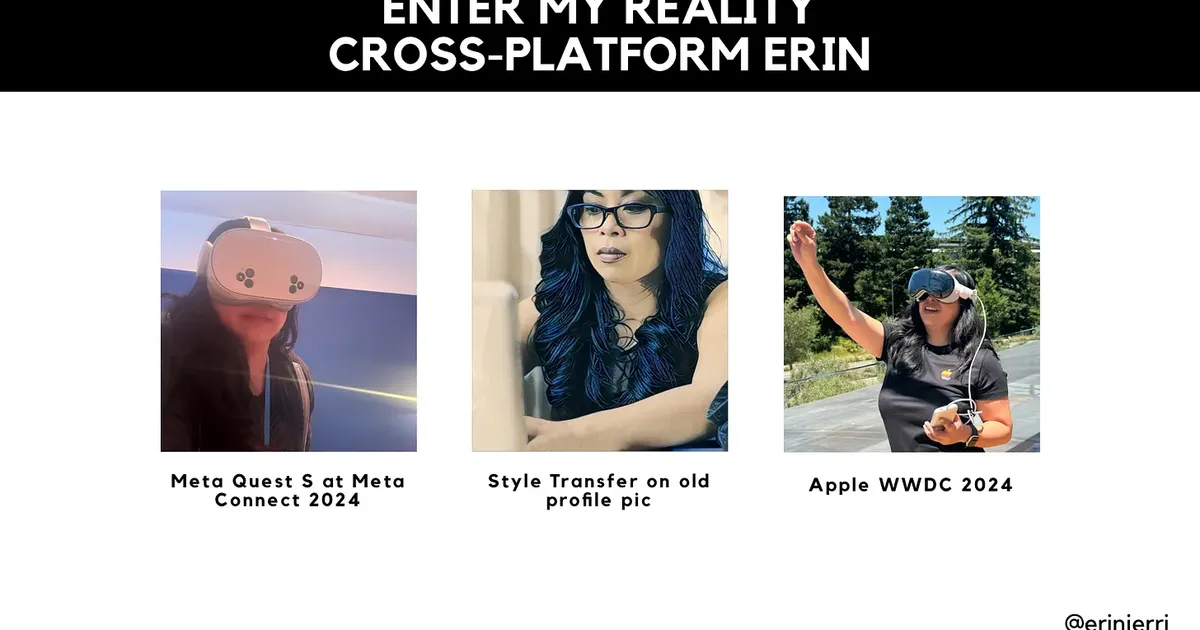 ENTER MY REALITY
CROSS-PLATFORM ERIN
Meta Quest S at Meta
Connect 2024
Style Transfer on old
profile pic
Apple WWDC 2024
@erinjerri